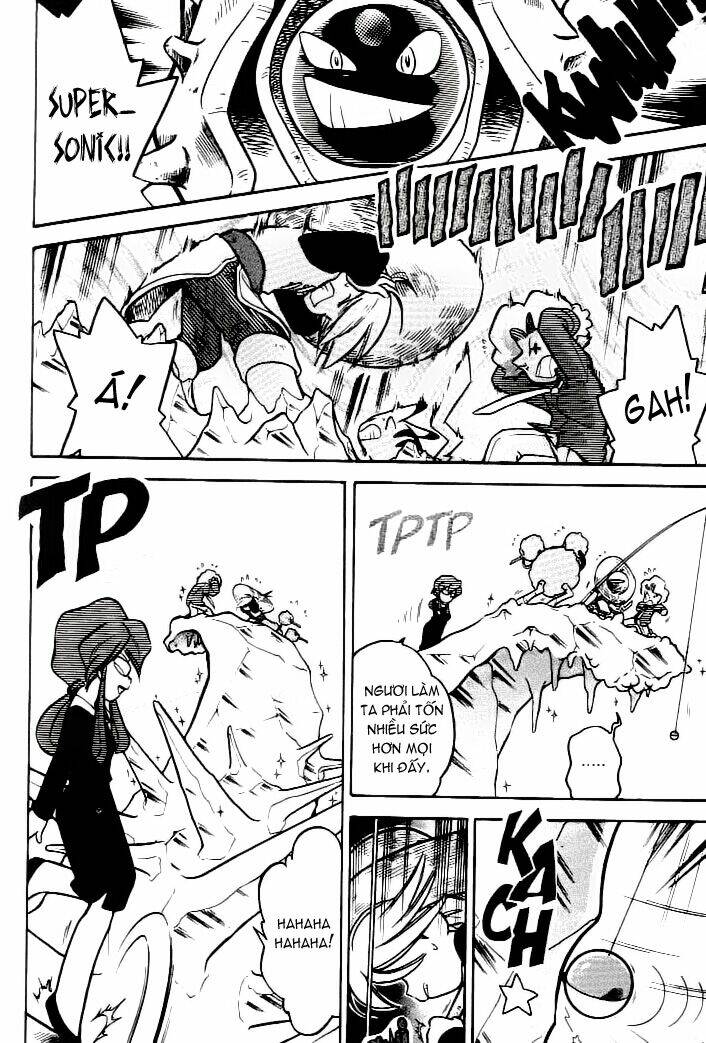 SUPER_
SONIC!!
Á!
GAH!
TP
TPTP
NGƯƠI LÀM
TA PHẢI TỐN
NHIỀU SỨC
HƠN MỌI
KHI ĐẤY.
.....
HAHAHA
HAHAHA!
KACH